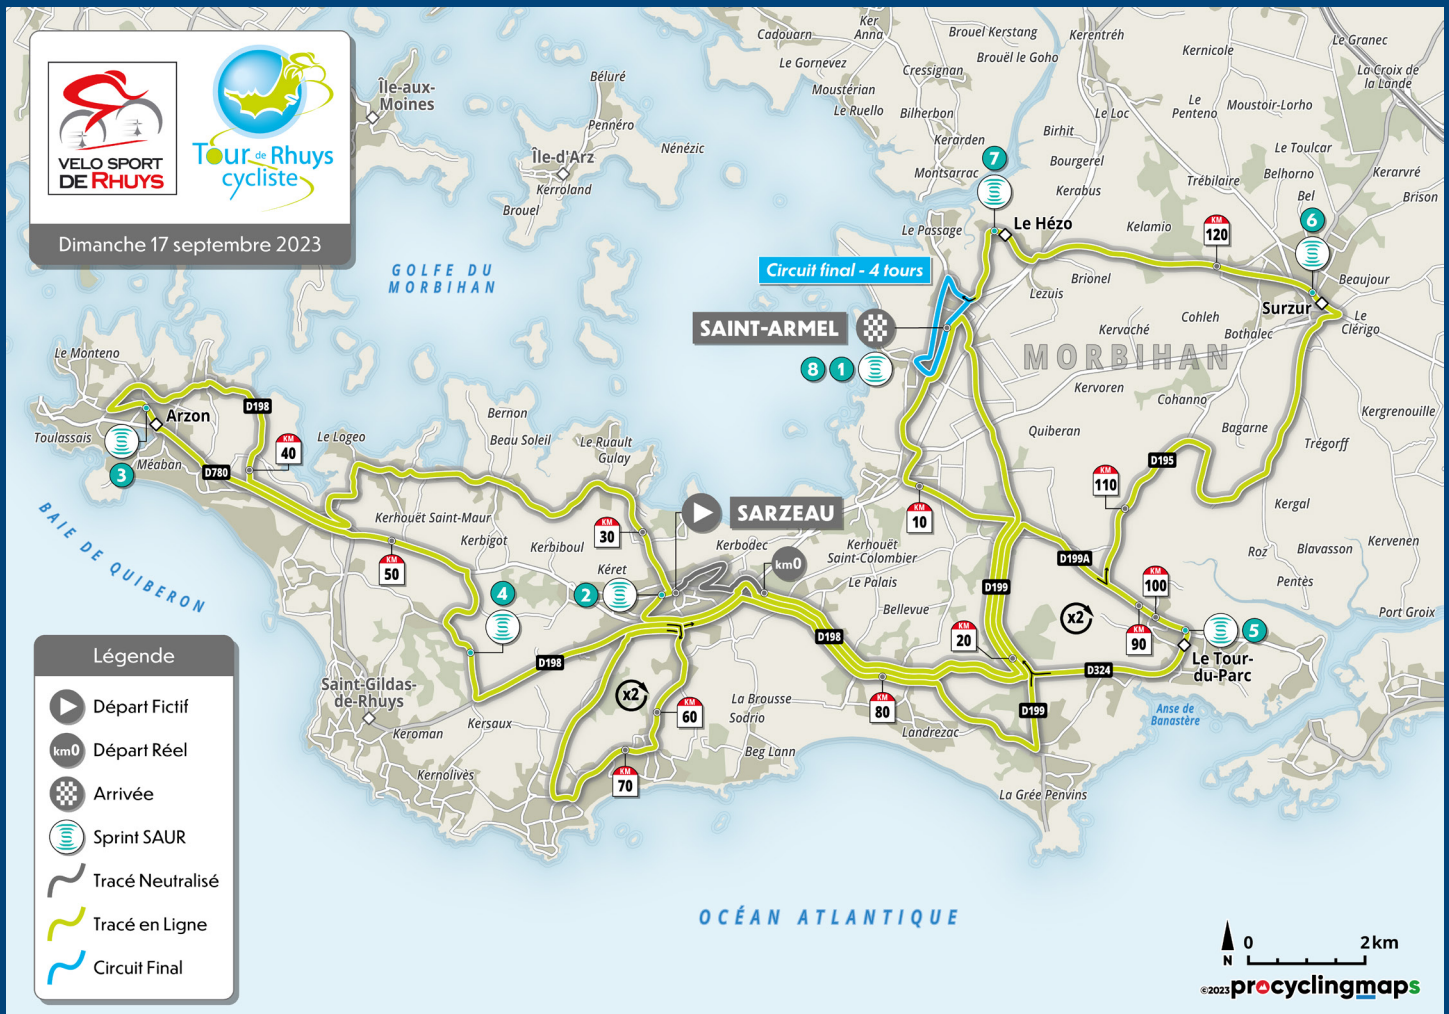 VELO SPORT
DE RHUYS
Tour de Rhuys
cycliste
Dimanche 17 septembre 2023
Île-aux-
Moines
Béluré
Pennéro
Nénézic
Île-d'Arz
Kerroland
Brouel
GOLFE DU
MORBIHAN
Cadouarn
Ker
Anna
Brouel Kerstang
Kerentréh
Le Granec
Kernicole
Le Gornevez
Cressignan
Brouël le Goho
La Croix de
la Lande
Moustérian
Le Ruello
Bilherbon
Le Loc
Le
Penteno
Moustoir-Lorho
Kerarden
Birhit
Le Toulcar
Montsarrac
7
Bourgerel
Kerabus
Trébilaire
Belhorno
Kerarvré
Bel
Brison
Le Passage
Le Hézo
Kelamio
KM
120
6
Circuit final - 4 tours
Brionel
Lezuis
Beaujour
Surzur
SAINT-ARMEL
8
1
Kervaché
Cohleh
Bothalec
Le
Clérigo
MORBIHAN
Kervoren
Cohanno
Kergrenouille
Quiberan
Bagarne
Trégorff
D195
KM
110
Kergal
Le Monteno
Arzon
D198
Toulassais
Méaban
3
D780
KM
40
Le Logeo
Bernon
Beau Soleil
Le Ruault
Gulay
Kerhouët Saint-Maur
Kerbigot
Kerbiboul
KM
30
SARZEAU
Kerbodec
km0
KM
10
Kerhouët
Saint-Colombier
Le Palais
Bellevue
Kéret
2
KM
50
4
BAIE DE QUIBERON
D199A
D199
Roz
Blavasson
Kervenen
Pentès
Port Groix
KM
100
KM
90
x2
5
Le Tour-
du-Parc
D324
D199
Anse de
Banastère
KM
20
D198
D198
x2
Saint-Gildas-
de-Rhuys
Keroman
Kersaux
Kernolivès
KM
60
KM
70
KM
80
La Brousse
Sodrio
Beg Lann
Landrezac
La Grée Penvins
OCÉAN ATLANTIQUE
Légende
Départ Fictif
km0
Départ Réel
Arrivée
Sprint SAUR
Tracé Neutralisé
Tracé en Ligne
Circuit Final
N
0
2 km
©2023 procyclingmaps